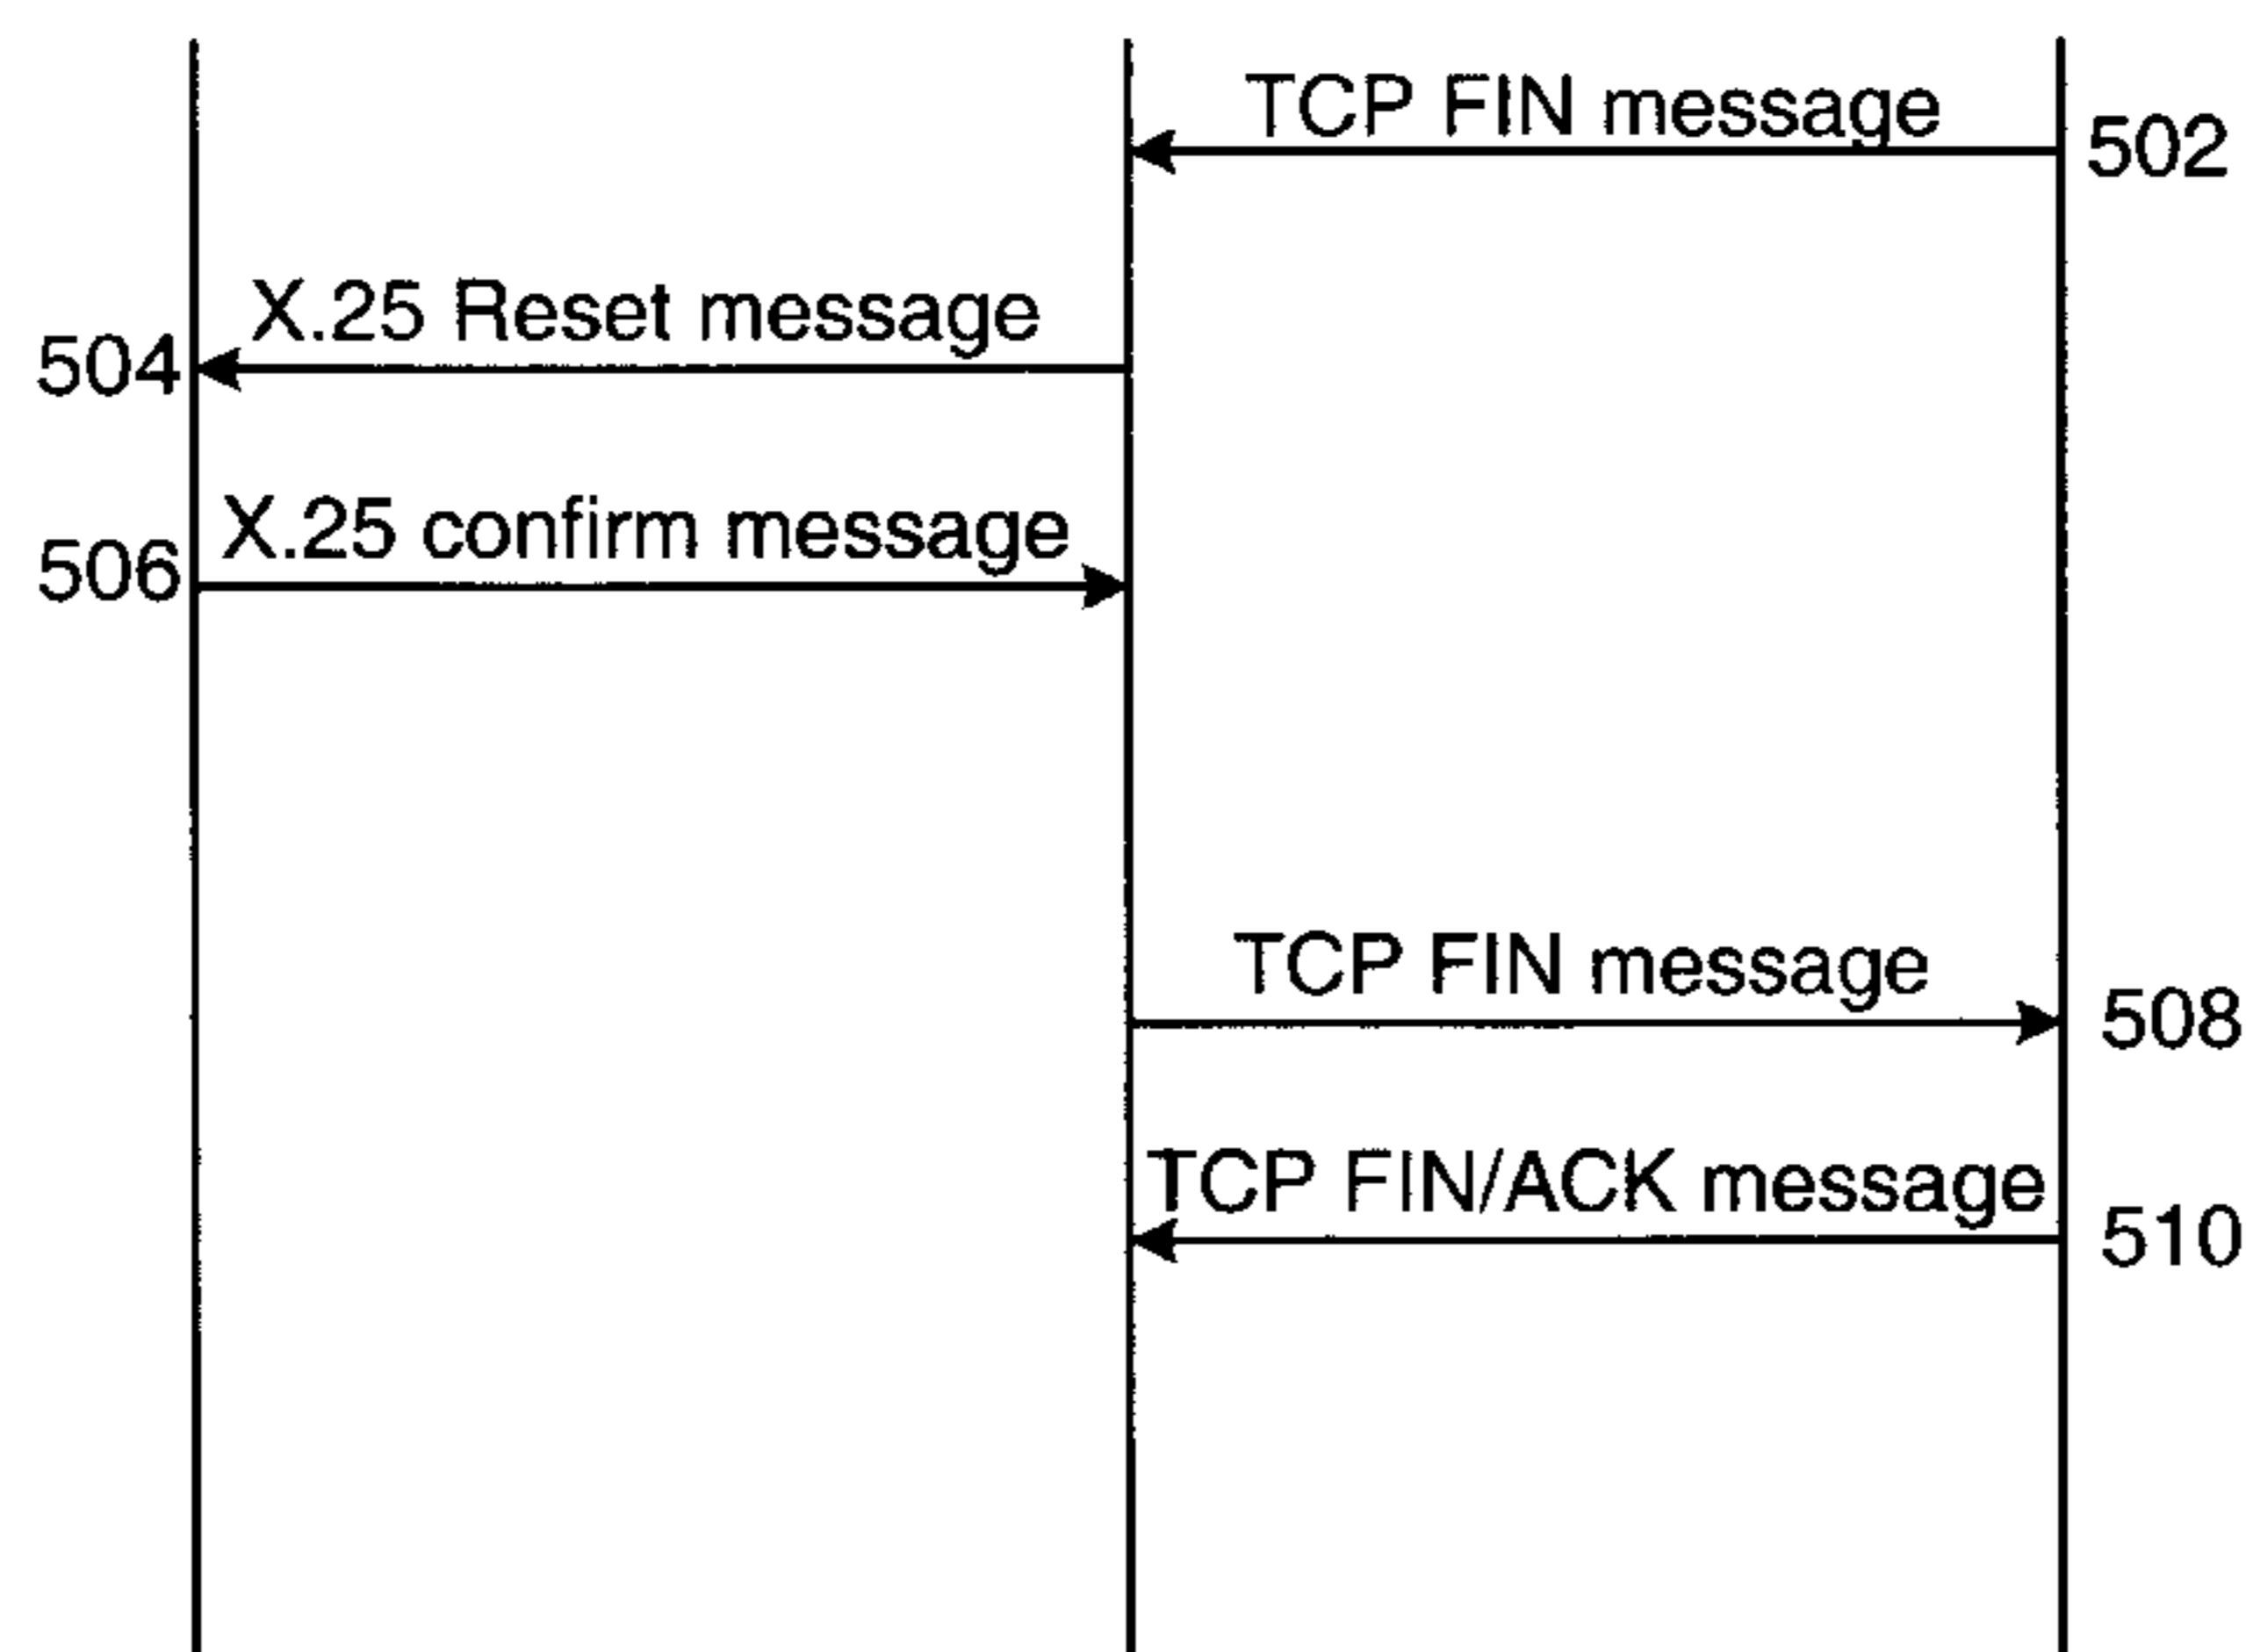 TCP FIN message
502
X.25 Reset message
504
X.25 confirm message
506
TCP FIN message
508
TCP FIN/ACK message
510